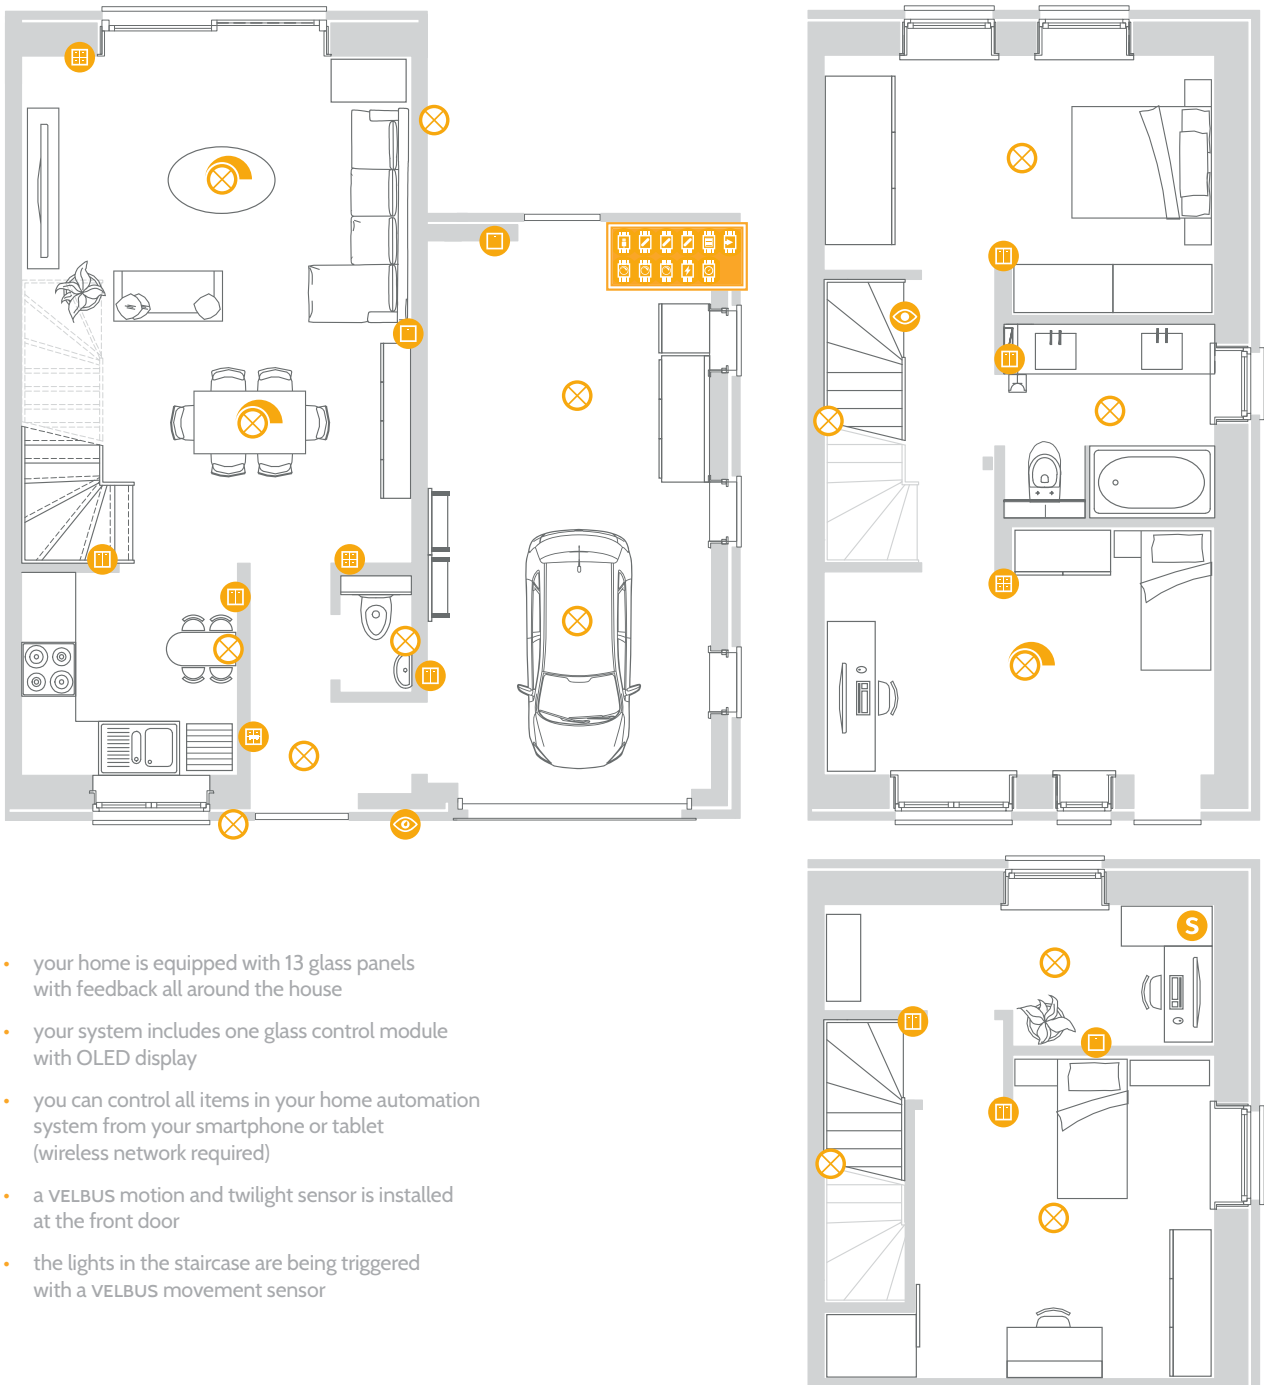 S
• your home is equipped with 13 glass panels
with feedback all around the house
• your system includes one glass control module
with OLED display
• you can control all items in your home automation
system from your smartphone or tablet
(wireless network required)
• a VELBUS motion and twilight sensor is installed
at the front door
• the lights in the staircase are being triggered
with a VELBUS movement sensor